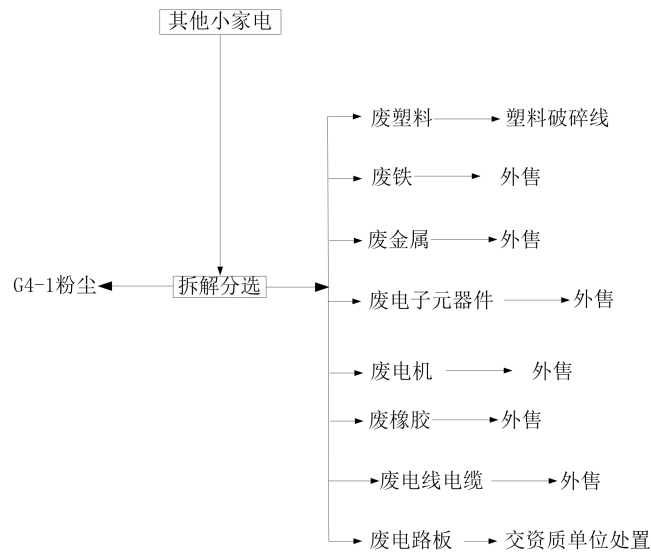 其他小家电
废塑料 塑料破碎线
废铁 外售
废金属 外售
G4-1粉尘 拆解分选
废电子元器件 外售
废电机 外售
废橡胶 外售
废电线电缆 外售
废电路板 交资质单位处置